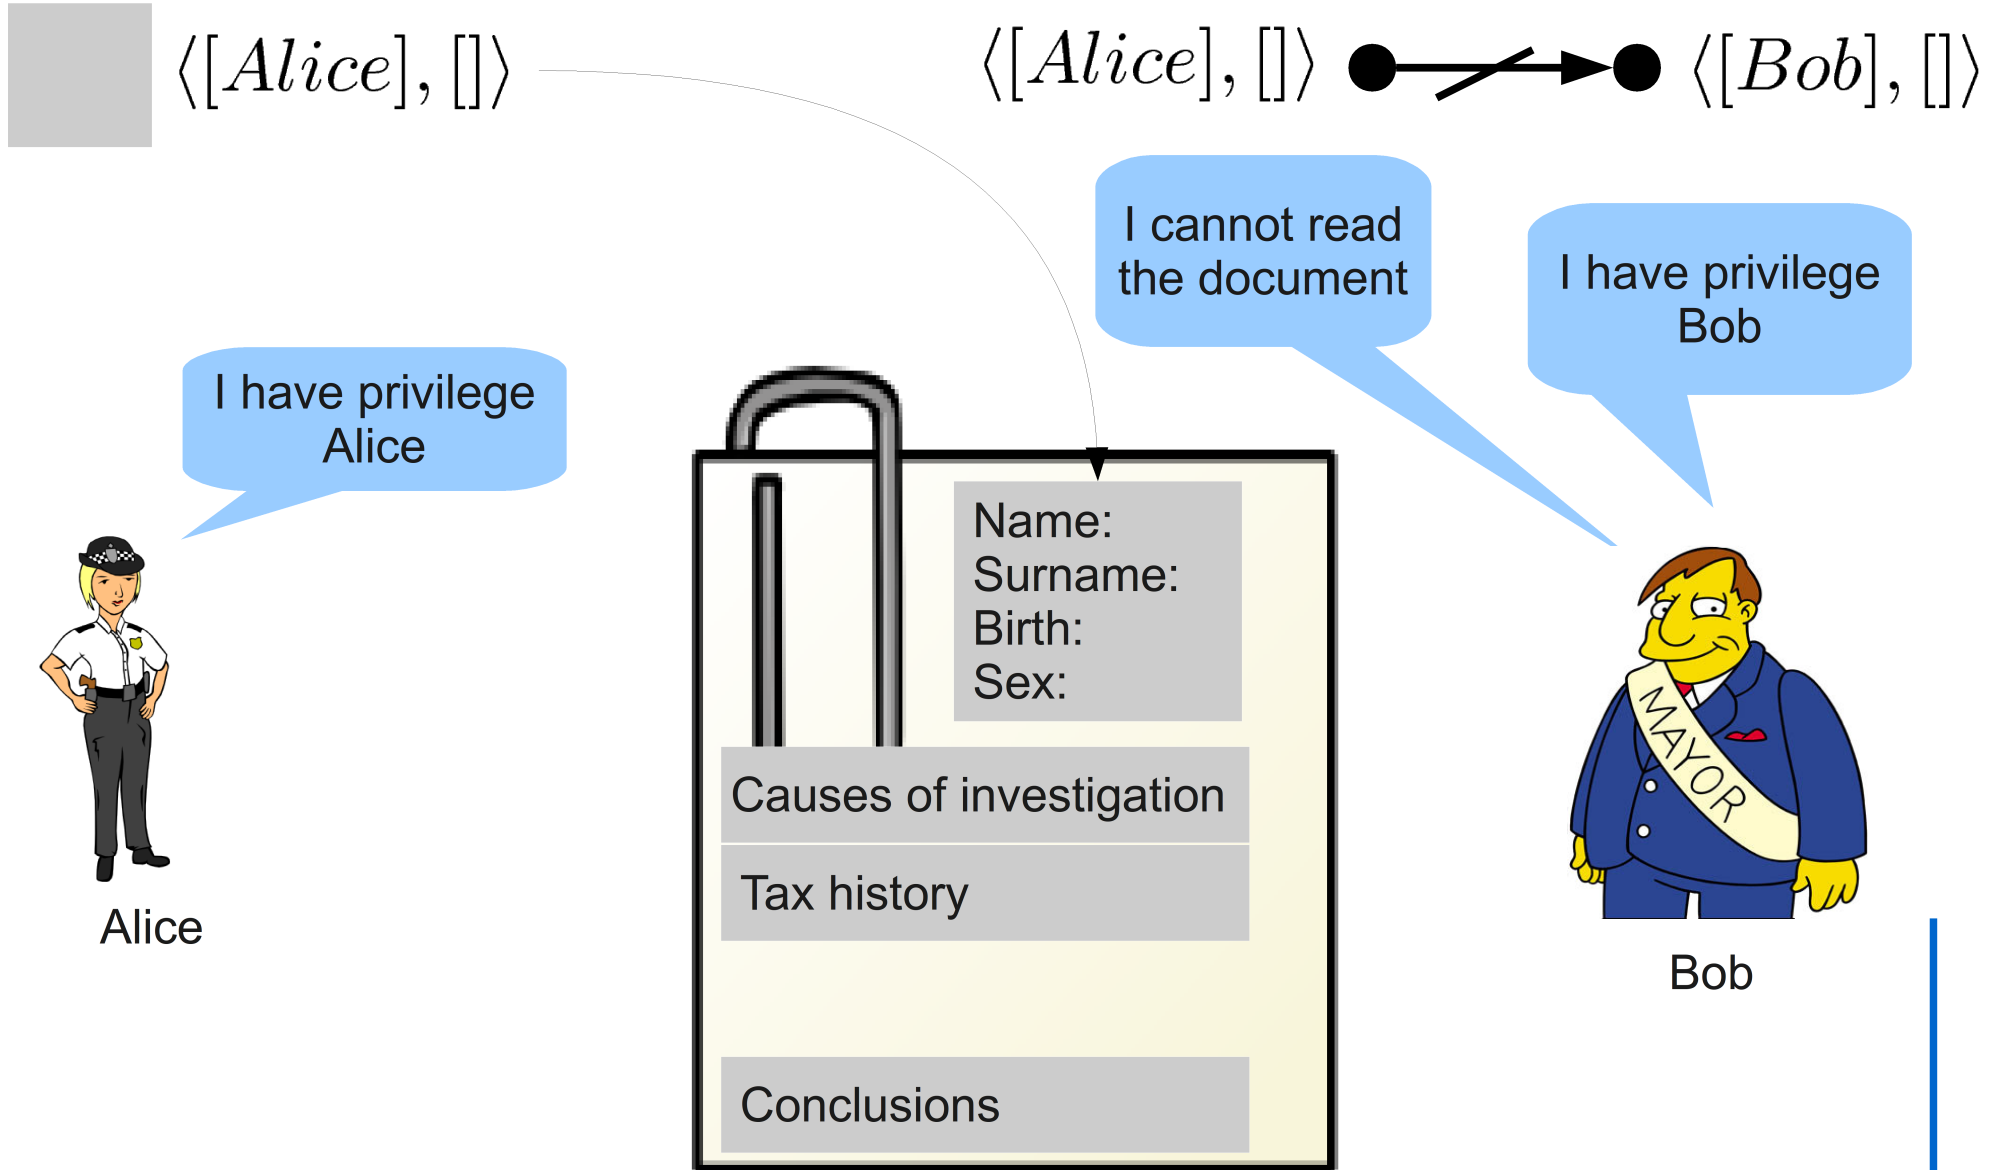 ⟨[Alice], []⟩
⟨[Alice], []⟩
⟨[Bob], []⟩
I cannot read
the document
I have privilege
Bob
I have privilege
Alice
Name:
Surname:
Birth:
Sex:
MAYOR
Causes of investigation
Tax history
Alice
Bob
Conclusions